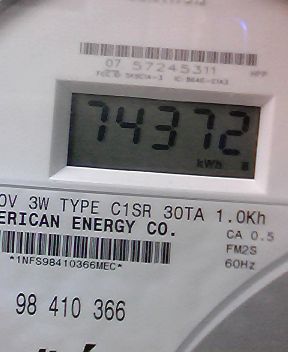 07 57245311
74372
kWh
OV 3W TYPE C1SR 30TA 1.0Kh
ERICAN ENERGY CO.
CA 0.5
FM2S
60Hz
*1NFS98410366MEC*
98 410 366